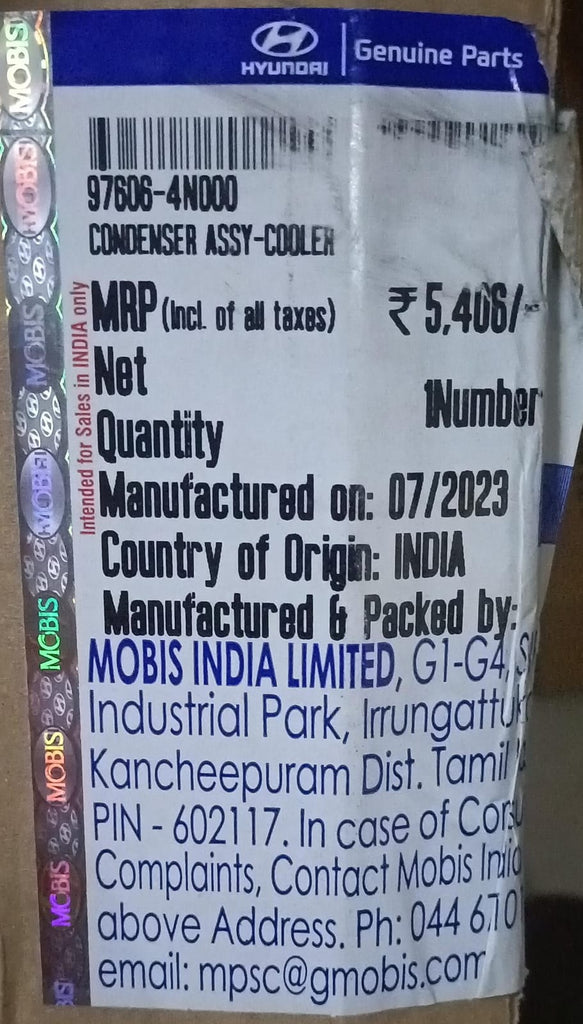 HYUNDAI Genuine Parts
97606-4N000
CONDENSER ASSY-COOLER
MRP (Incl. of all taxes) ₹ 5,406/-
Net
Quantity
1Number
Manufactured on: 07/2023
Country of Origin: INDIA
Manufactured & Packed by:
MOBIS INDIA LIMITED, G1-G4,
Industrial Park,
Kancheepuram Dist. Tamil
PIN - 602117. In case of
Complaints, Contact Mobis India
above Address. Ph: 044
email: mpsc@gmobis.com
Intended for Sales in INDIA only
MOBIS
HYUNDAI
MOBIS
HYUNDAI
MOBIS
MOBIS
MOBIS